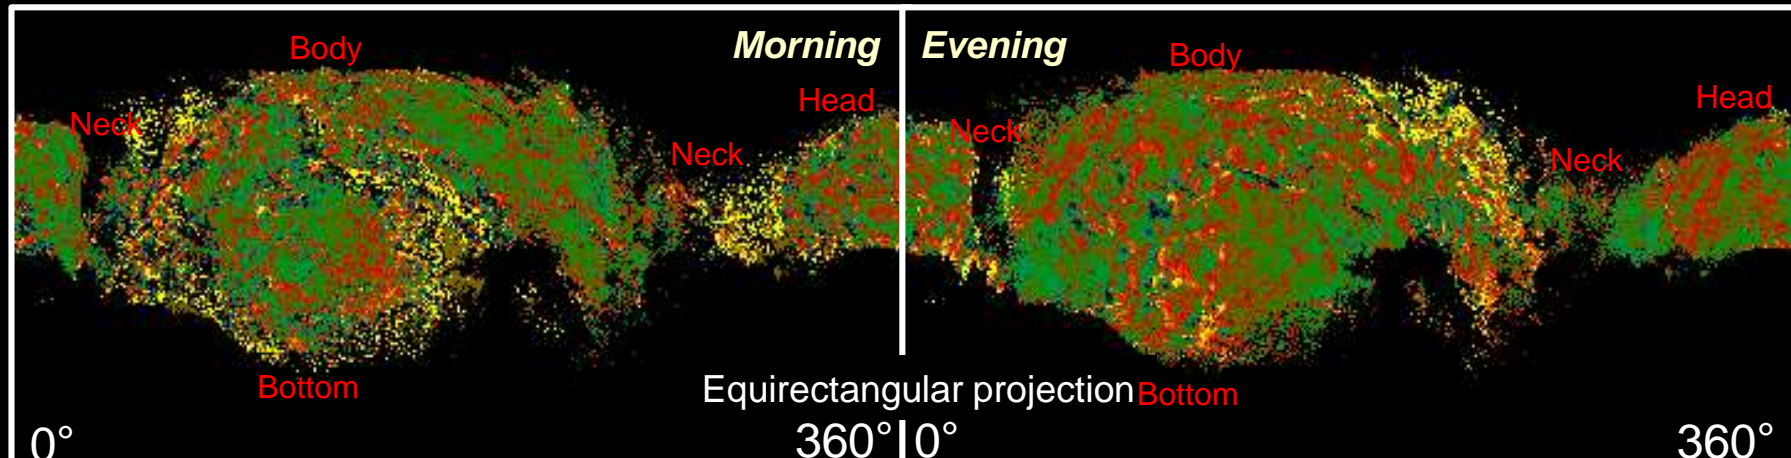 Morning
Body
Head
Neck
Neck
Bottom
0°
360°
Evening
Body
Head
Neck
Neck
Bottom
0°
360°
Equirectangular projection